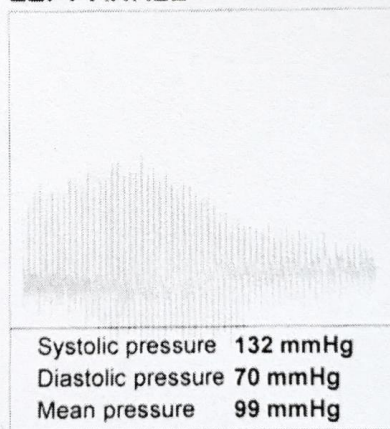 Systolic pressure 132 mmHg
Diastolic pressure 70 mmHg
Mean pressure 99 mmHg